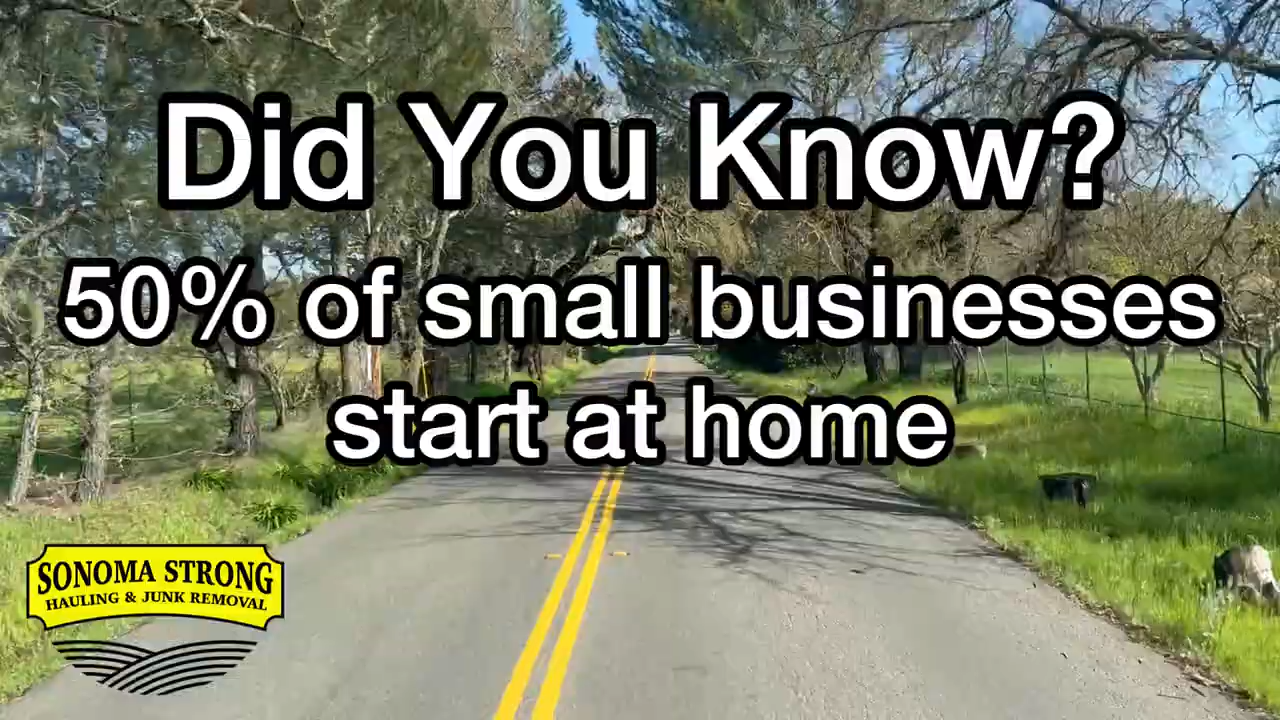 Did You Know?
50% of small businesses
start at home
SONOMA STRONG
HAULING & JUNK REMOVAL